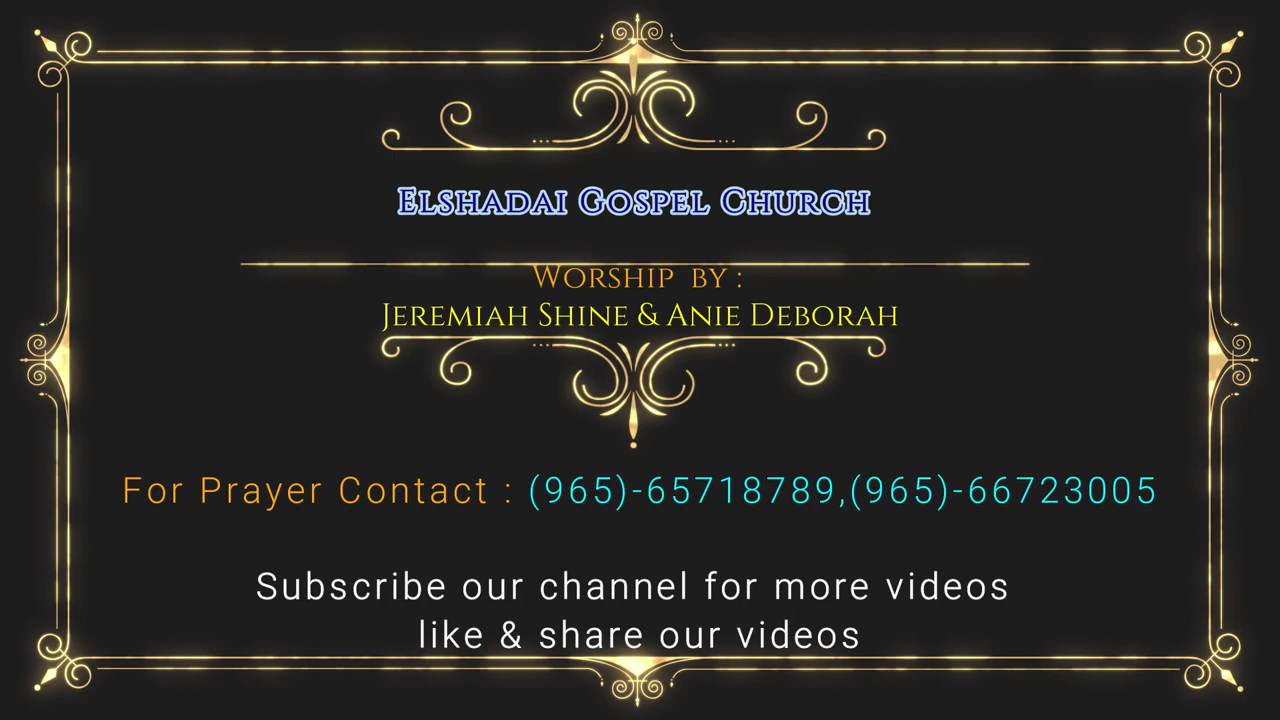 Elshadai Gospel Church
Worship by :
Jeremiah Shine & Anie Deborah
For Prayer Contact : (965)-65718789,(965)-66723005
Subscribe our channel for more videos
like & share our videos